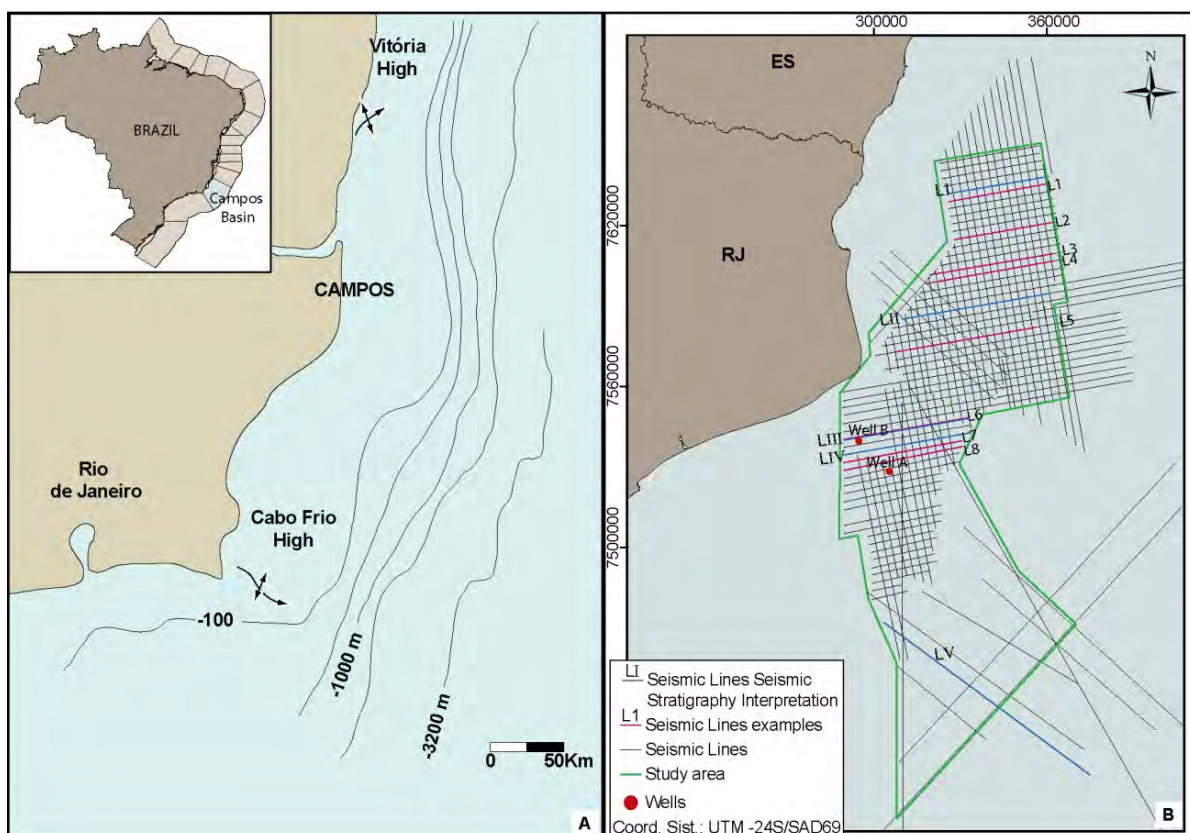 BRAZIL
Campos
Basin
Vitória
High
CAMPOS
Rio
de Janeiro
Cabo Frio
High
-100
-1000 m
-3200 m
0 50Km
A
300000 360000
7620000
7560000
7500000
ES
RJ
N
LI
L1
L2
L3
L4
LII
L5
L6
LIII
Well B
L7
LIV
L8
Well A
LV
LI Seismic Lines Seismic
Stratigraphy Interpretation
L1 Seismic Lines examples
Seismic Lines
Study area
Wells
Coord. Sist.: UTM -24S/SAD69
B